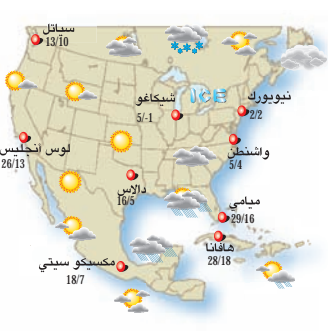 سياتل
13/10
ICE
شيكاغو
5/-1
نيويورك
2/2
لوس انجليس
26/13
واشنطن
5/4
دالاس
16/5
ميامي
29/16
هافانا
28/18
مكسيكو سيتي
18/7